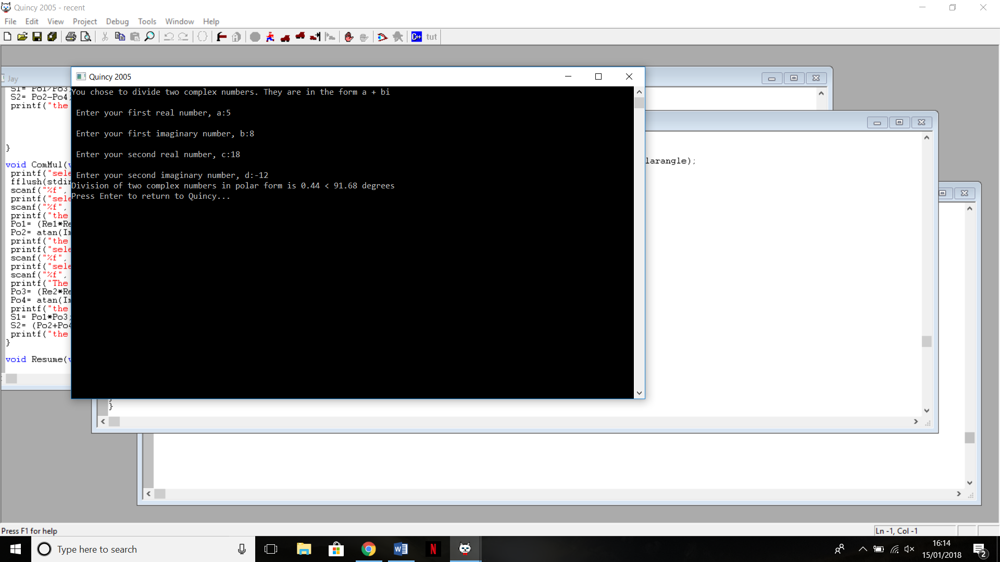 Quincy 2005 - recent
File Edit View Project Debug Tools Window Help
C++ tut
Jay
Quincy 2005
You chose to divide two complex numbers. They are in the form a + bi
Enter your first real number, a:5
Enter your first imaginary number, b:8
Enter your second real number, c:18
Enter your second imaginary number, d:-12
Division of two complex numbers in polar form is 0.44 < 91.68 degrees
Press Enter to return to Quincy...
S1= Po1/Po3;
S2= Po2-Po4;
printf("the
}
void ComMul(v
printf("sele
fflush(stdin
scanf("%f",
printf("sele
scanf("%f",
printf("the
Po1= (Re1*Re
Po2= atan(Im
printf("the
printf("sele
scanf("%f",
printf("sele
scanf("%f",
printf("The
Po3= (Re2*Re
Po4= atan(Im
printf("the
S1= Po1*Po3;
S2= (Po2+Po4
printf("the
}
void Resume(v
larangle);
}
}
Press F1 for help
Ln -1, Col -1
Type here to search
16:14
15/01/2018
2